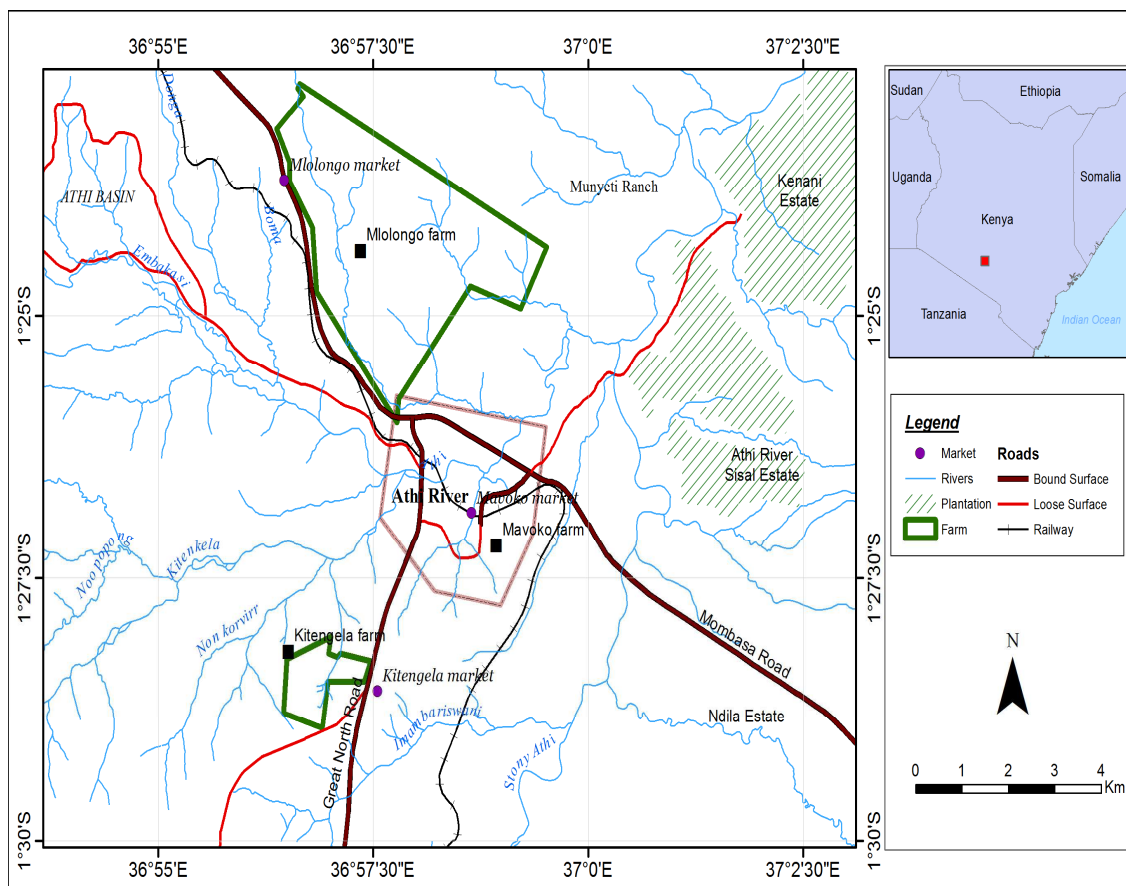 36°55'E
36°57'30"E
37°0'E
37°2'30"E
Dongai
Mlolongo market
ATHI BASIN
Boma
Munycti Ranch
Kenani
Estate
Mlolongo farm
Embakasi
1°25'S
1°25'S
Athi
Athi River
Mavoko market
Athi River
Sisal Estate
Mavoko farm
Noo popong
Kitenkela
1°27'30"S
1°27'30"S
Non korvirr
Kitengela farm
Kitengela market
Mombasa Road
Great North Road
Imambariswani
Ndila Estate
Stony Athi
1°30'S
1°30'S
36°55'E
36°57'30"E
37°0'E
37°2'30"E
Sudan
Ethiopia
Uganda
Somalia
Kenya
Tanzania
Indian Ocean
Legend
Market
Rivers
Plantation
Farm
Roads
Bound Surface
Loose Surface
Railway
N
0 1 2 3 4
Km